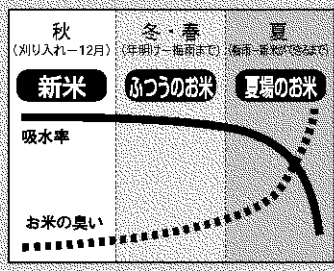 秋
(刈り入れー12月)
冬・春
(年明け〜梅雨まで)
夏
(梅雨〜新米ができるまで)
新米
ふつうのお米
夏場のお米
吸水率
お米の臭い